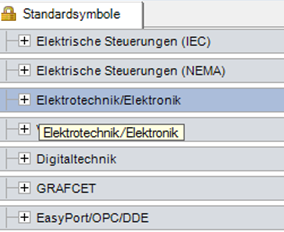 Standardsymbole
Elektrische Steuerungen (IEC)
Elektrische Steuerungen (NEMA)
Elektrotechnik/Elektronik
Elektrotechnik/Elektronik
Digitaltechnik
GRAFCET
EasyPort/OPC/DDE